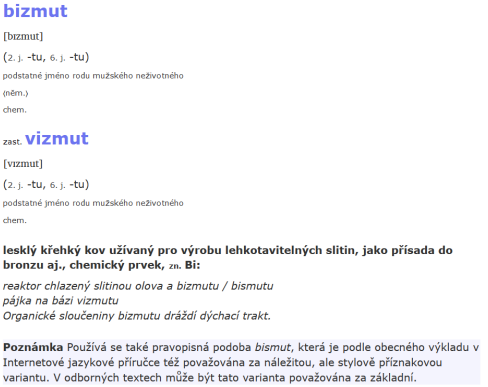 bizmut
[bɪzmut]
(2. j. -tu, 6. j. -tu)
podstatné jméno rodu mužského neživotného
(něm.)
chem.
zast. vizmut
[vɪzmut]
(2. j. -tu, 6. j. -tu)
podstatné jméno rodu mužského neživotného
chem.
lesklý křehký kov užívaný pro výrobu lehkotavitelných slitin, jako přísada do
bronzu aj., chemický prvek, zn. Bi:
reaktor chlazený slitinou olova a bizmutu / bismutu
pájka na bázi vizmutu
Organické sloučeniny bizmutu dráždí dýchací trakt.
Poznámka Používá se také pravopisná podoba bismut, která je podle obecného výkladu v
Internetové jazykové příručce též považována za náležitou, ale stylově příznakovou
variantu. V odborných textech může být tato varianta považována za základní.